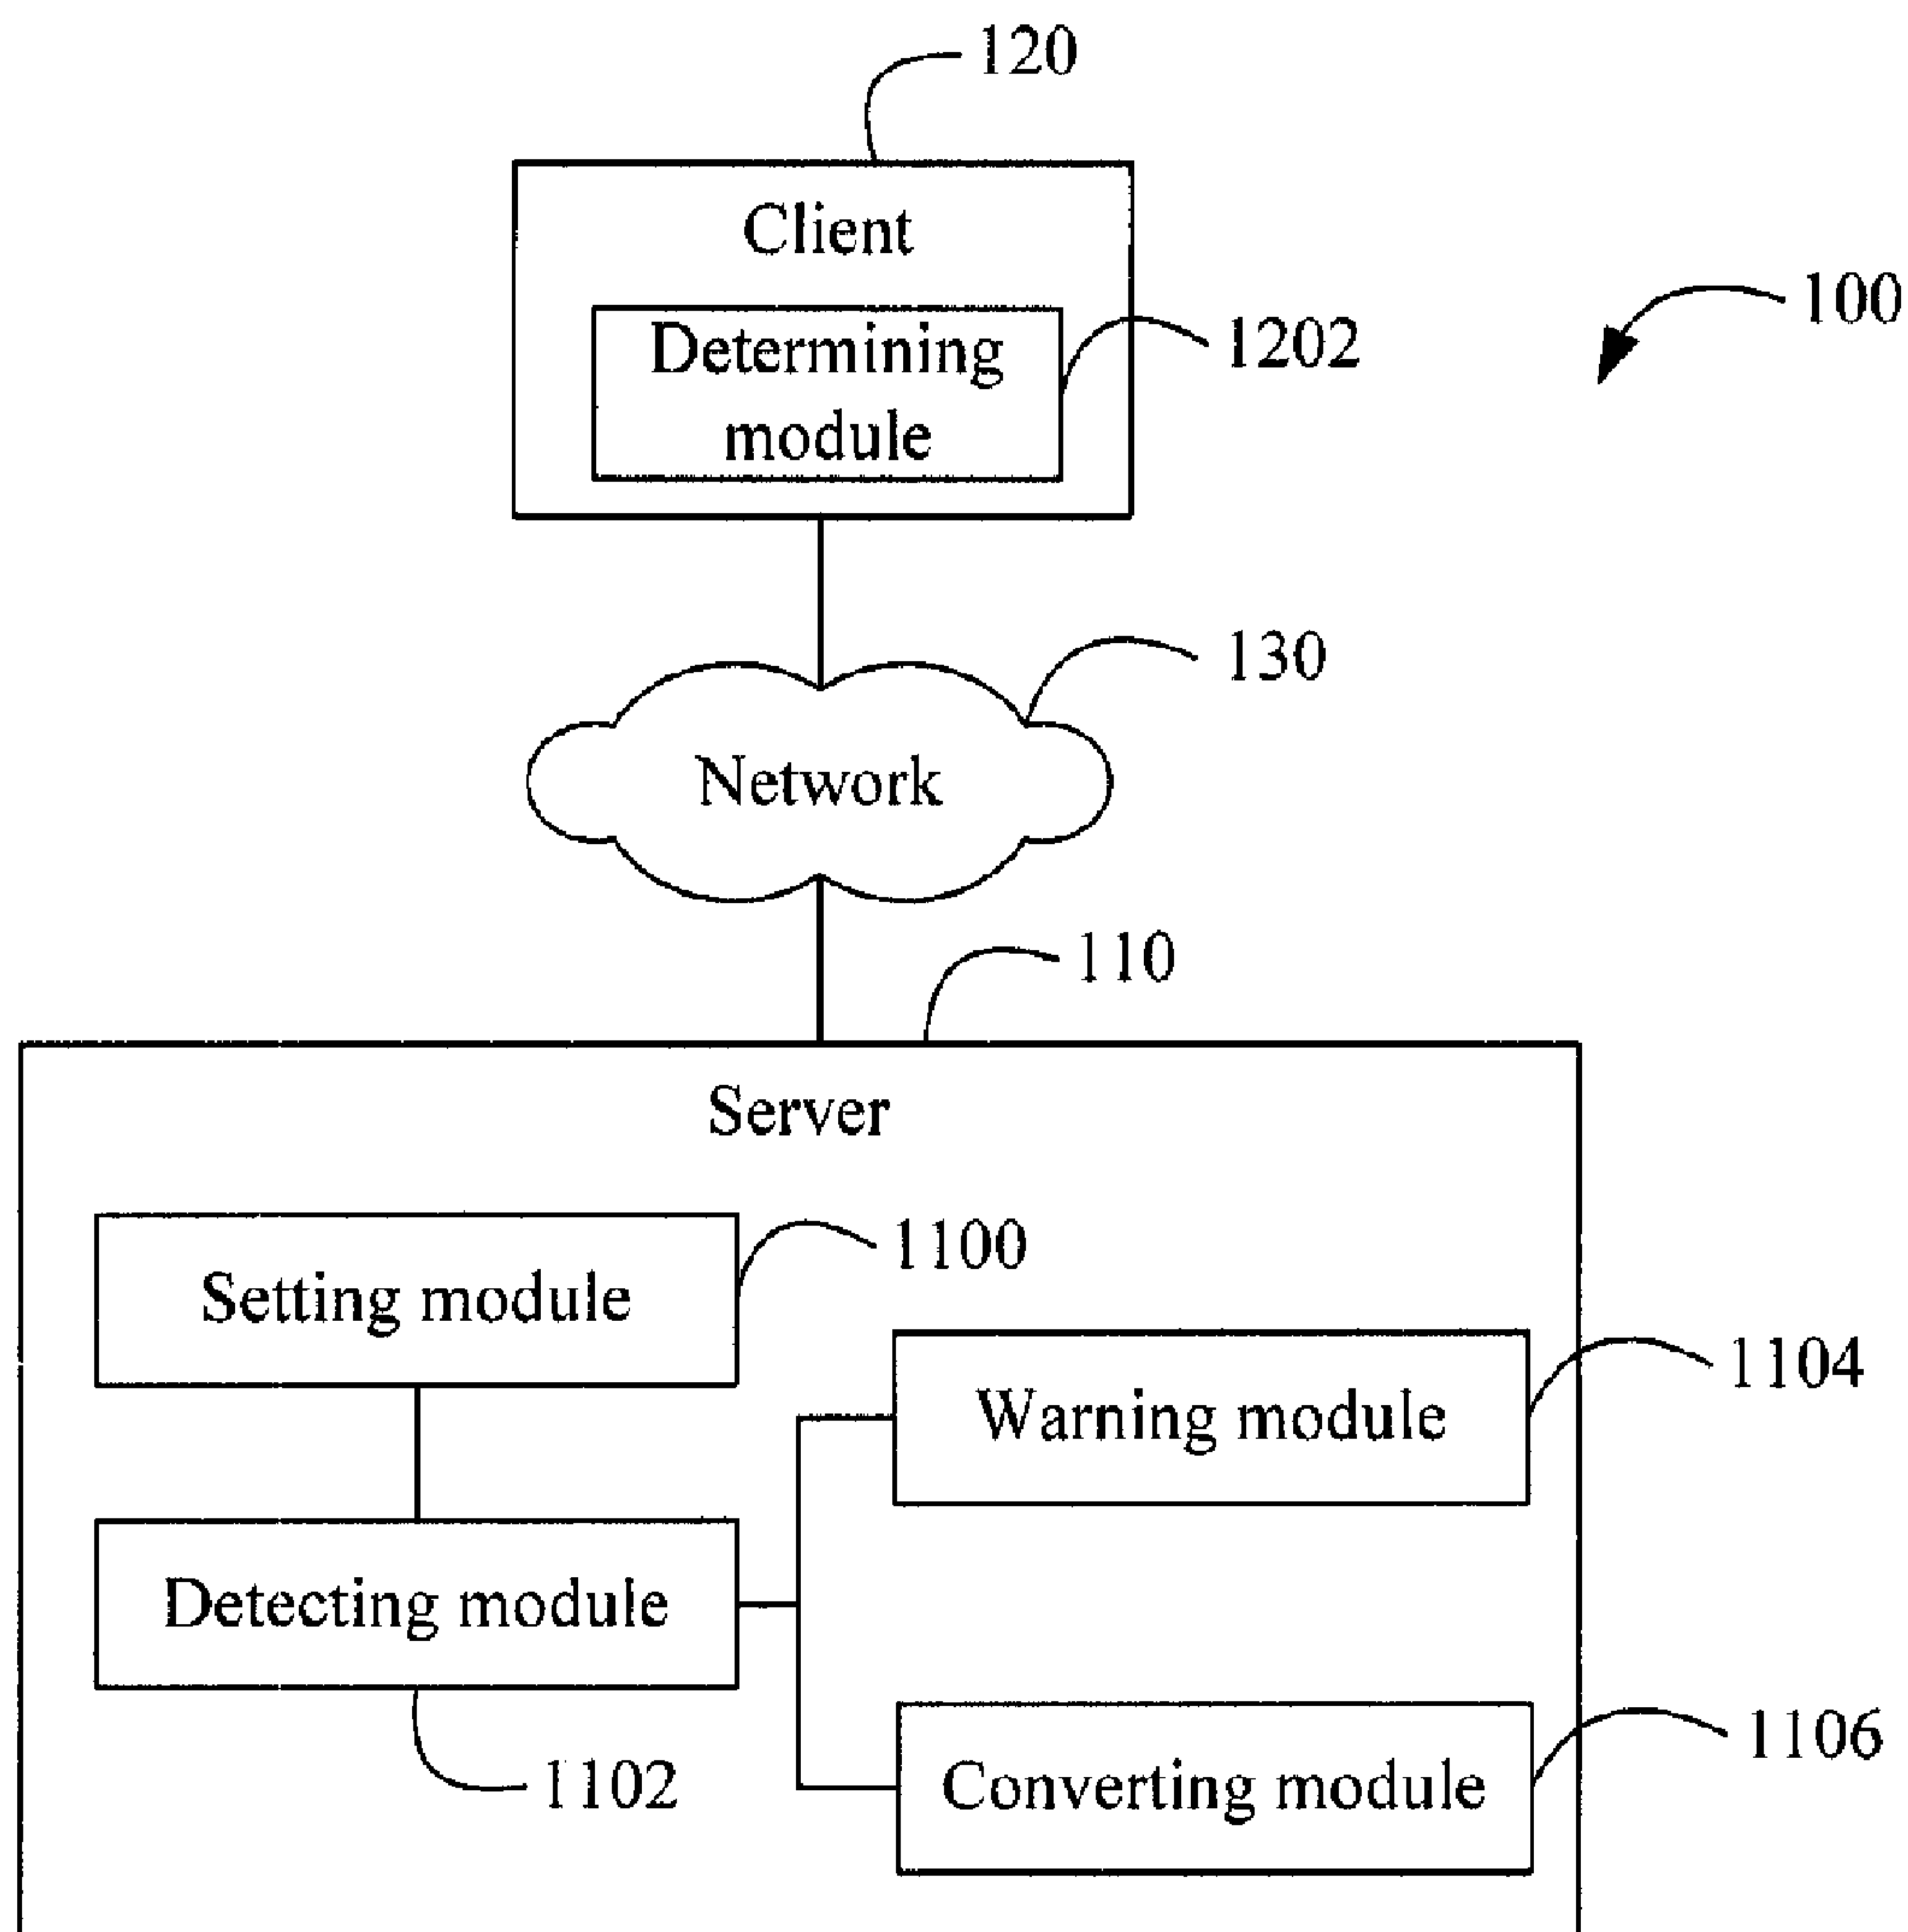 120
Client
100
Determining
module
1202
130
Network
110
Server
1100
Setting module
1104
Warning module
Detecting module
1106
1102
Converting module